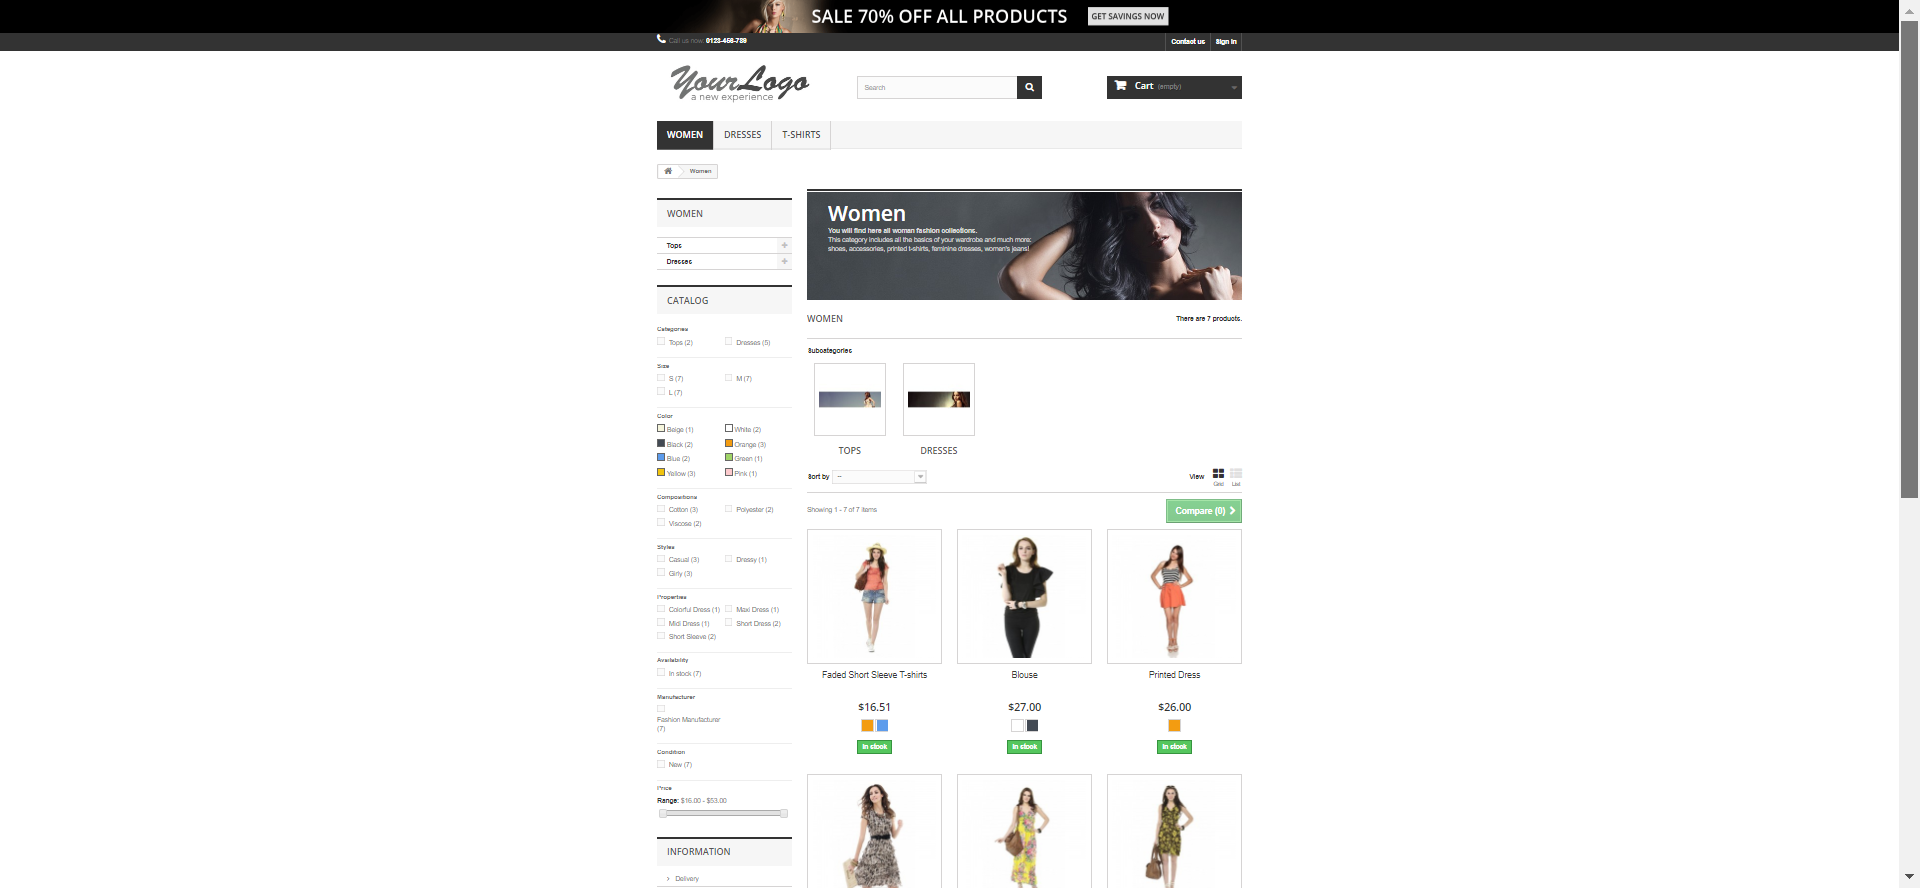 SALE 70% OFF ALL PRODUCTS GET SAVINGS NOW
Call us now: 0123-456-789 Contact us Sign in
YourLogo
a new experience
Search
Cart (empty)
WOMEN DRESSES T-SHIRTS
Women
WOMEN
Tops
Dresses
CATALOG
Categories
Tops (2) Dresses (5)
Size
S (7) M (7)
L (7)
Color
Beige (1) White (2)
Black (2) Orange (3)
Blue (2) Green (1)
Yellow (3) Pink (1)
Compositions
Cotton (3) Polyester (2)
Viscose (2)
Styles
Casual (3) Dressy (1)
Girly (3)
Properties
Colorful Dress (1) Maxi Dress (1)
Midi Dress (1) Short Dress (2)
Short Sleeve (2)
Availability
In stock (7)
Manufacturer
Fashion Manufacturer
(7)
Condition
New (7)
Price
Range: $16.00 - $53.00
INFORMATION
Delivery
Women
You will find here all woman fashion collections.
This category includes all the basics of your wardrobe and much more:
shoes, accessories, printed t-shirts, feminine dresses, women's jeans!
WOMEN There are 7 products.
Subcategories
TOPS DRESSES
Sort by -- View Grid List
Showing 1 - 7 of 7 items Compare (0)
Faded Short Sleeve T-shirts Blouse Printed Dress
$16.51 $27.00 $26.00
In stock In stock In stock